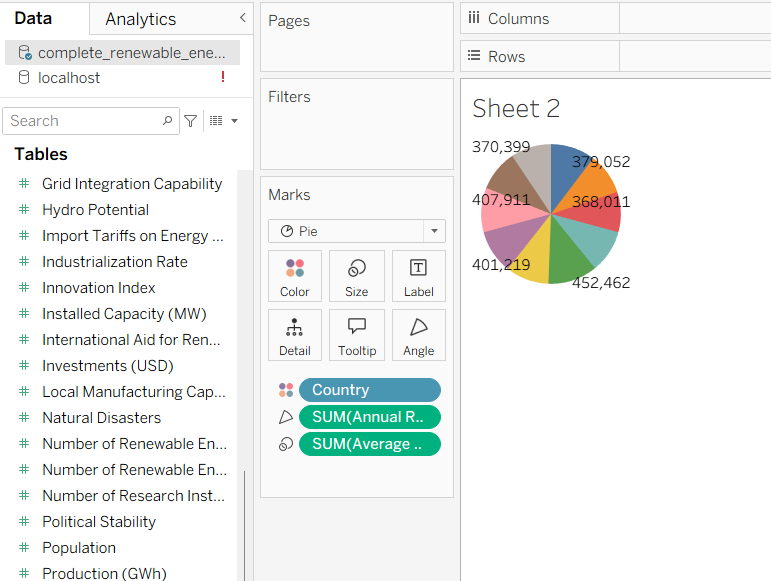 Data
Analytics
complete_renewable_ene...
localhost
!
Search
Tables
Grid Integration Capability
Hydro Potential
Import Tariffs on Energy ...
Industrialization Rate
Innovation Index
Installed Capacity (MW)
International Aid for Ren...
Investments (USD)
Local Manufacturing Cap...
Natural Disasters
Number of Renewable En...
Number of Renewable En...
Number of Research Inst...
Political Stability
Population
Production (GWh)
Pages
Filters
Marks
Pie
Color
Size
Label
Detail
Tooltip
Angle
Country
SUM(Annual R..
SUM(Average ..
Columns
Rows
Sheet 2
370,399
379,052
407,911
368,011
401,219
452,462